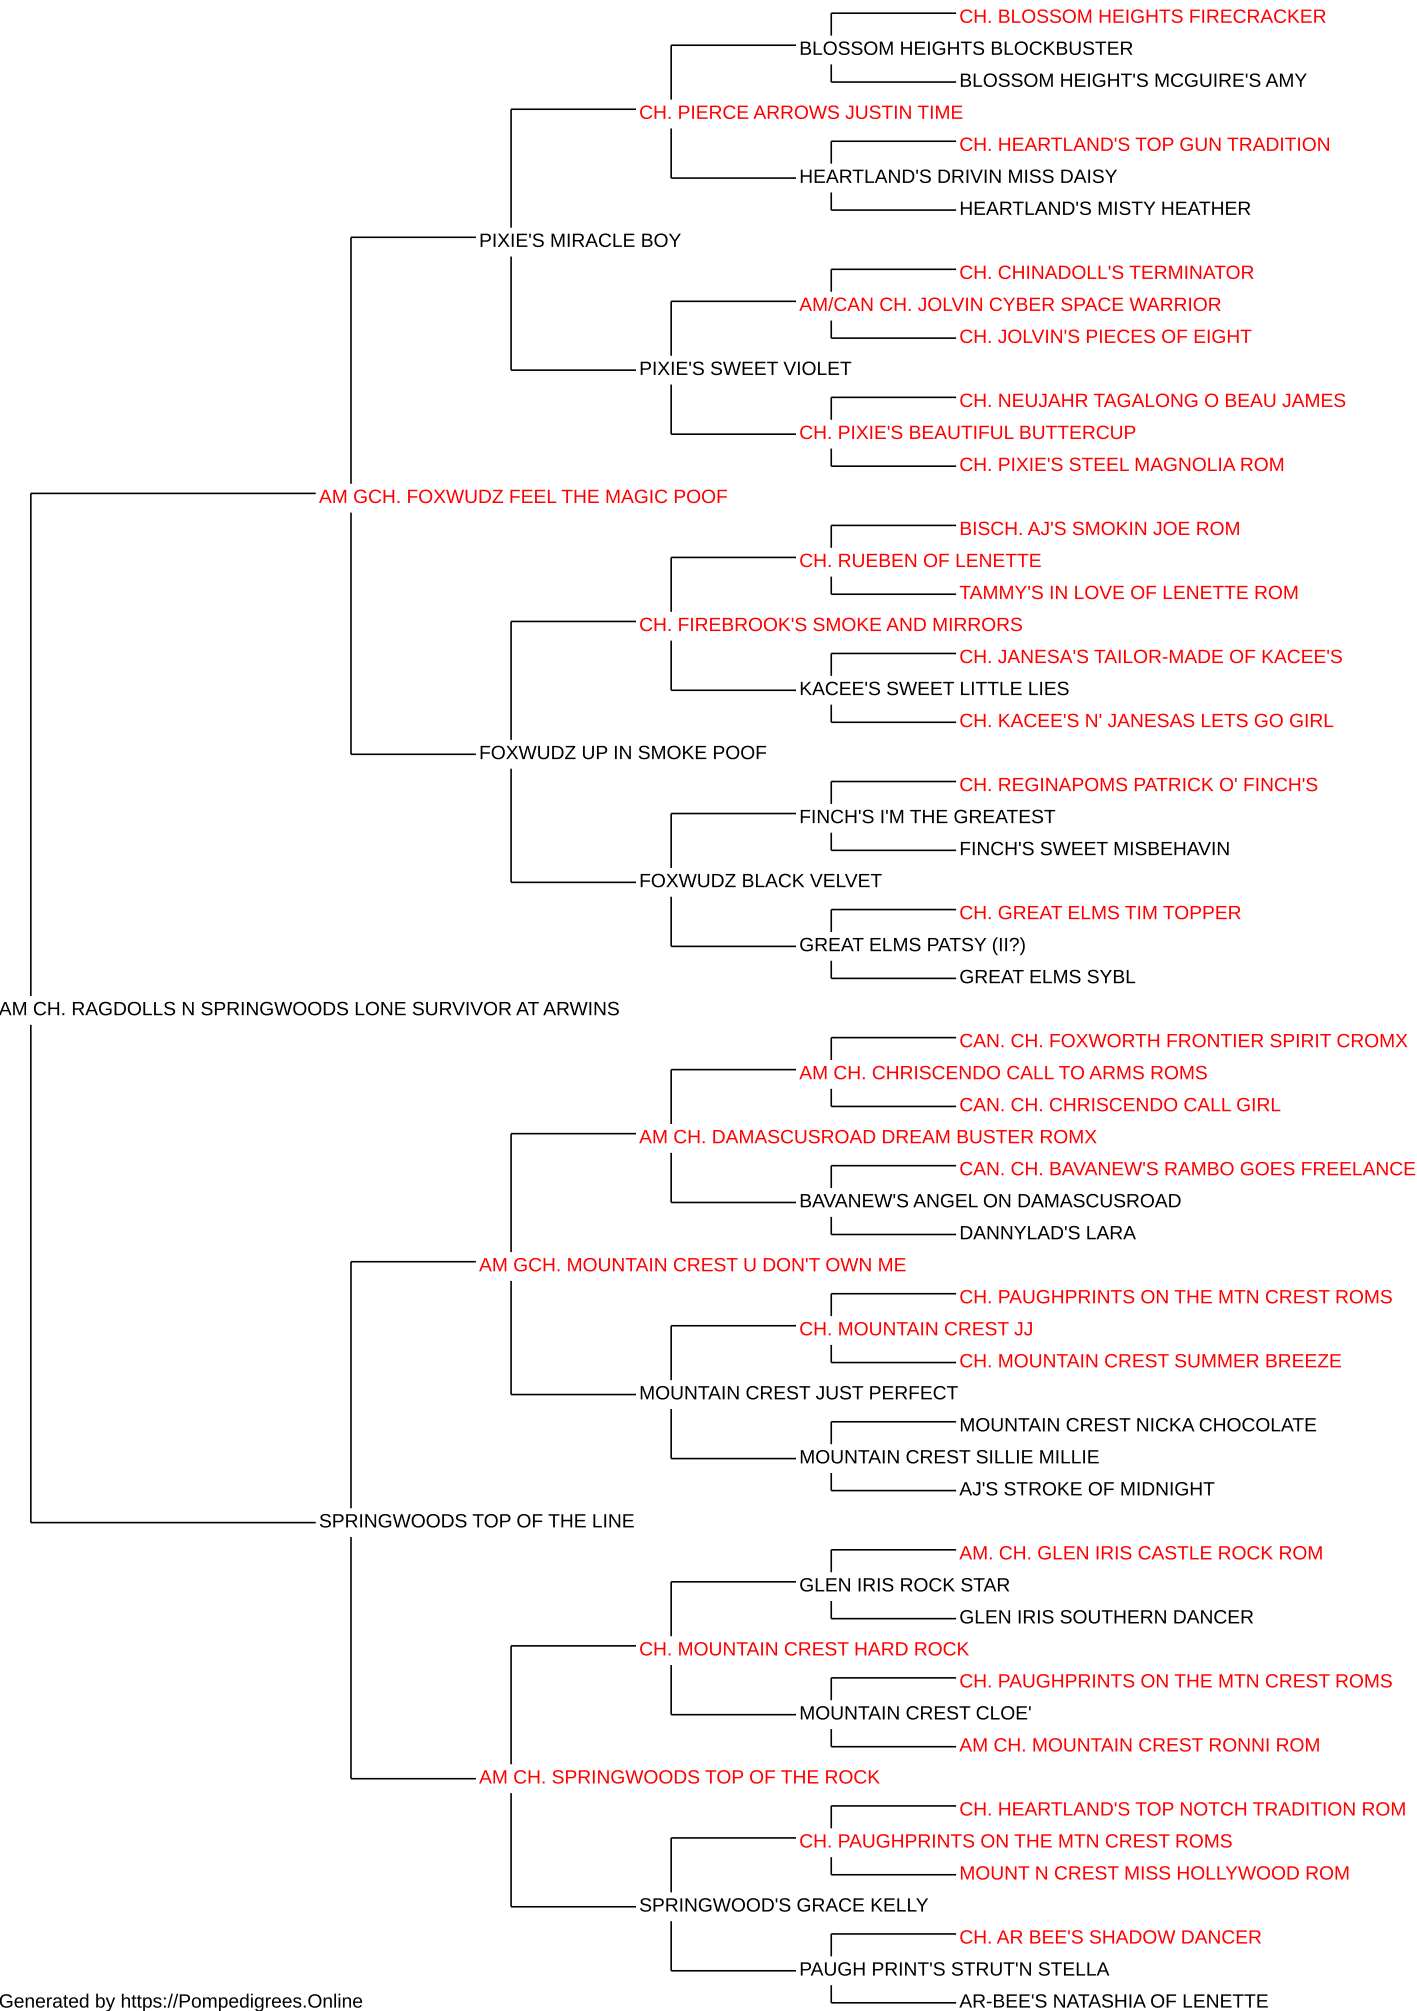 CH. BLOSSOM HEIGHTS FIRECRACKER
BLOSSOM HEIGHTS BLOCKBUSTER
BLOSSOM HEIGHT'S MCGUIRE'S AMY
CH. PIERCE ARROWS JUSTIN TIME
CH. HEARTLAND'S TOP GUN TRADITION
HEARTLAND'S DRIVIN MISS DAISY
HEARTLAND'S MISTY HEATHER
PIXIE'S MIRACLE BOY
CH. CHINADOLL'S TERMINATOR
AM/CAN CH. JOLVIN CYBER SPACE WARRIOR
CH. JOLVIN'S PIECES OF EIGHT
PIXIE'S SWEET VIOLET
CH. NEUJAHR TAGALONG O BEAU JAMES
CH. PIXIE'S BEAUTIFUL BUTTERCUP
CH. PIXIE'S STEEL MAGNOLIA ROM
AM GCH. FOXWUDZ FEEL THE MAGIC POOF
BISCH. AJ'S SMOKIN JOE ROM
CH. RUEBEN OF LENETTE
TAMMY'S IN LOVE OF LENETTE ROM
CH. FIREBROOK'S SMOKE AND MIRRORS
CH. JANESA'S TAILOR-MADE OF KACEE'S
KACEE'S SWEET LITTLE LIES
CH. KACEE'S N' JANESAS LETS GO GIRL
FOXWUDZ UP IN SMOKE POOF
CH. REGINAPOMS PATRICK O' FINCH'S
FINCH'S I'M THE GREATEST
FINCH'S SWEET MISBEHAVIN
FOXWUDZ BLACK VELVET
CH. GREAT ELMS TIM TOPPER
GREAT ELMS PATSY (II?)
GREAT ELMS SYBL
AM CH. RAGDOLLS N SPRINGWOODS LONE SURVIVOR AT ARWINS
CAN. CH. FOXWORTH FRONTIER SPIRIT CROMX
AM CH. CHRISCENDO CALL TO ARMS ROMS
CAN. CH. CHRISCENDO CALL GIRL
AM CH. DAMASCUSROAD DREAM BUSTER ROMX
CAN. CH. BAVANEW'S RAMBO GOES FREELANCE
BAVANEW'S ANGEL ON DAMASCUSROAD
DANNYLAD'S LARA
AM GCH. MOUNTAIN CREST U DON'T OWN ME
CH. PAUGHPRINTS ON THE MTN CREST ROMS
CH. MOUNTAIN CREST JJ
CH. MOUNTAIN CREST SUMMER BREEZE
MOUNTAIN CREST JUST PERFECT
MOUNTAIN CREST NICKA CHOCOLATE
MOUNTAIN CREST SILLIE MILLIE
AJ'S STROKE OF MIDNIGHT
SPRINGWOODS TOP OF THE LINE
AM. CH. GLEN IRIS CASTLE ROCK ROM
GLEN IRIS ROCK STAR
GLEN IRIS SOUTHERN DANCER
CH. MOUNTAIN CREST HARD ROCK
CH. PAUGHPRINTS ON THE MTN CREST ROMS
MOUNTAIN CREST CLOE'
AM CH. MOUNTAIN CREST RONNI ROM
AM CH. SPRINGWOODS TOP OF THE ROCK
CH. HEARTLAND'S TOP NOTCH TRADITION ROM
CH. PAUGHPRINTS ON THE MTN CREST ROMS
MOUNT N CREST MISS HOLLYWOOD ROM
SPRINGWOOD'S GRACE KELLY
CH. AR BEE'S SHADOW DANCER
PAUGH PRINT'S STRUT'N STELLA
AR-BEE'S NATASHIA OF LENETTE
Generated by https://Pompedigrees.Online